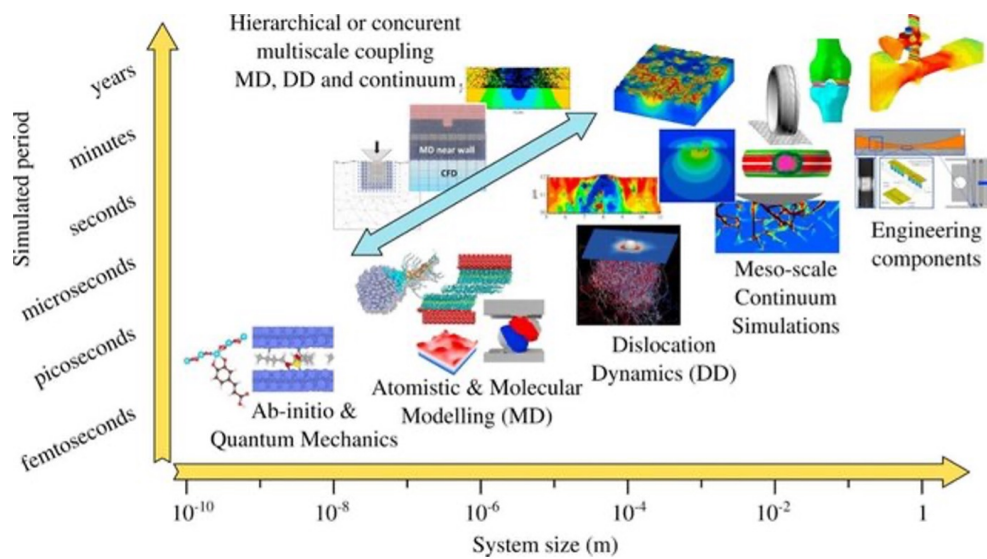 Hierarchical or concurent
multiscale coupling
MD, DD and continuum
Simulated period
years
minutes
seconds
microseconds
picoseconds
femtoseconds
MD near wall
CFD
Engineering
components
Meso-scale
Continuum
Simulations
Dislocation
Dynamics (DD)
Atomistic & Molecular
Modelling (MD)
Ab-initio &
Quantum Mechanics
10-10
10-8
10-6
10-4
10-2
1
System size (m)